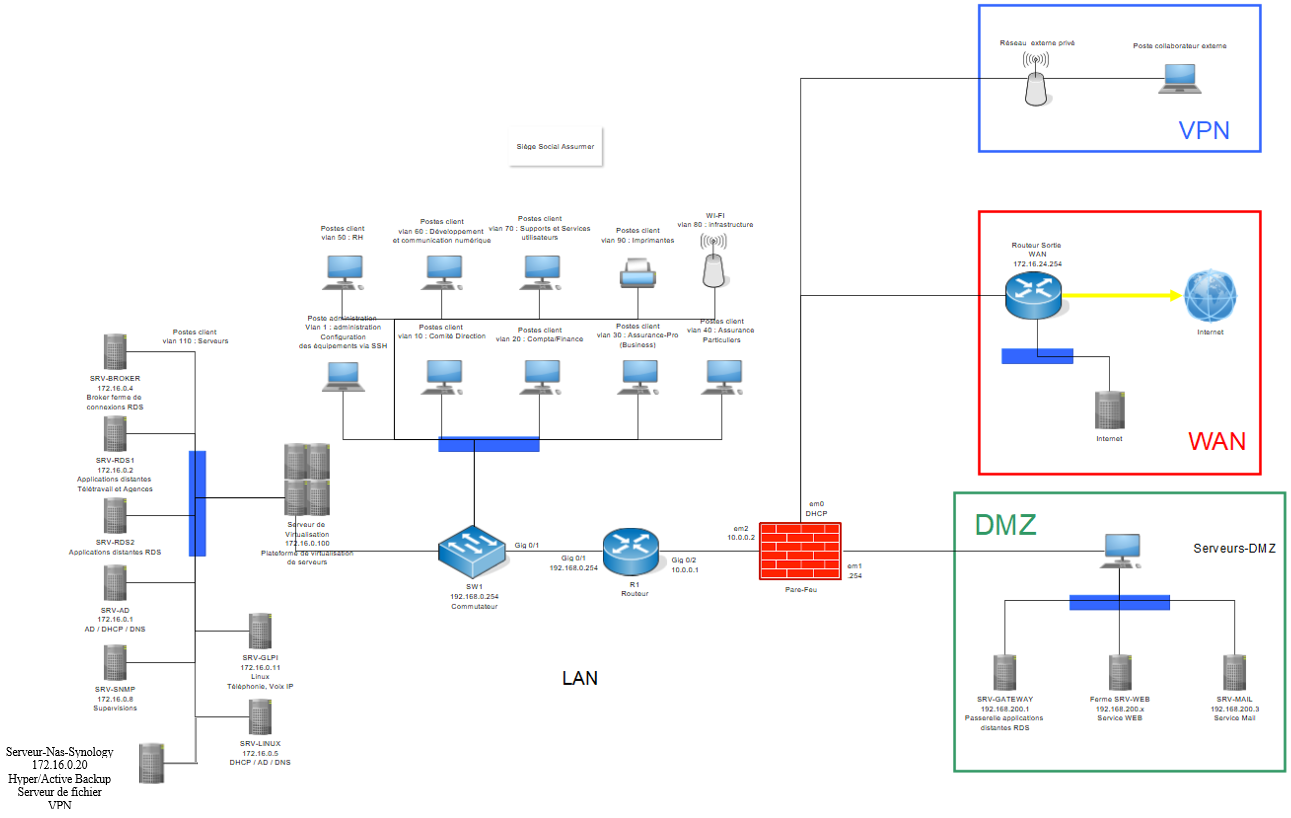 Réseau externe privé
Poste collaborateur externe
VPN
Siège Social Assurmer
Postes client
vlan 50 : RH
Postes client
vlan 60 : Développement
et communication numérique
Postes client
vlan 70 : Supports et Services
utilisateurs
Postes client
vlan 90 : Imprimantes
WI-FI
vlan 80 : infrastructure
Routeur Sortie
WAN
172.16.24.254
Internet
Internet
WAN
Poste administration
Vlan 1 : administration
Configuration
des équipements via SSH
Postes client
vlan 10 : Comité Direction
Postes client
vlan 20 : Compta/Finance
Postes client
vlan 30 : Assurance-Pro
(Business)
Postes client
vlan 40 : Assurance
Particuliers
Postes client
vlan 110 : Serveurs
SRV-BROKER
172.16.0.4
Broker ferme de
connexions RDS
SRV-RDS1
172.16.0.2
Applications distantes
Télétravail et Agences
SRV-RDS2
Applications distantes RDS
SRV-AD
172.16.0.1
AD / DHCP / DNS
SRV-SNMP
172.16.0.8
Supervisions
Serveur-Nas-Synology
172.16.0.20
Hyper/Active Backup
Serveur de fichier
VPN
SRV-GLPI
172.16.0.11
Linux
Téléphonie, Voix IP
SRV-LINUX
172.16.0.5
DHCP / AD / DNS
Serveur de
Virtualisation
172.16.0.100
Plateforme de virtualisation
de serveurs
SW1
192.168.0.254
Commutateur
Gig 0/1
Gig 0/1
192.168.0.254
R1
Routeur
Gig 0/2
10.0.0.1
em2
10.0.0.2
em0
DHCP
em1
.254
Pare-Feu
LAN
DMZ
Serveurs-DMZ
SRV-GATEWAY
192.168.200.1
Passerelle applications
distantes RDS
Ferme SRV-WEB
192.168.200.x
Service WEB
SRV-MAIL
192.168.200.3
Service Mail